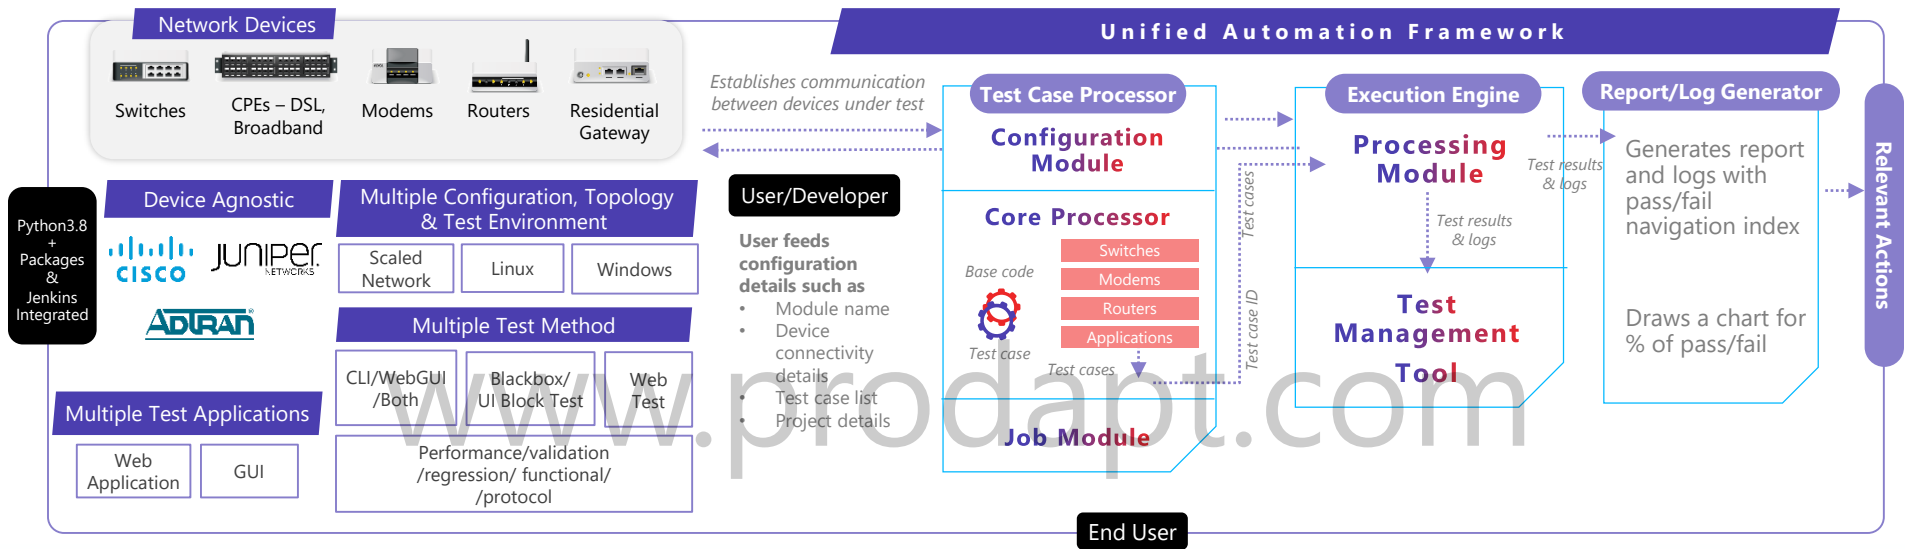 Network Devices
Switches
CPEs – DSL,
Broadband
Modems
Routers
Residential
Gateway
Unified Automation Framework
Establishes communication
between devices under test
Python3.8
+
Packages
&
Jenkins
Integrated
Device Agnostic
CISCO
JUNIPER
NETWORKS
ADTRAN®
Multiple Test Applications
Web
Application
GUI
Multiple Configuration, Topology
& Test Environment
Scaled
Network
Linux
Windows
Multiple Test Method
CLI/WebGUI
/Both
Blackbox/
UI Block Test
Web
Test
Performance/validation
/regression/ functional/
/protocol
User/Developer
User feeds
configuration
details such as
• Module name
• Device
connectivity
details
• Test case list
• Project details
Test Case Processor
Configuration
Module
Core Processor
Base code
Test case
Switches
Modems
Routers
Applications
Test cases
Job Module
Test case ID
Test cases
Execution Engine
Processing
Module
Test results
& logs
Test
Management
Tool
Test results
& logs
Report/Log Generator
Generates report
and logs with
pass/fail
navigation index
Draws a chart for
% of pass/fail
Relevant Actions
End User
www.prodapt.com